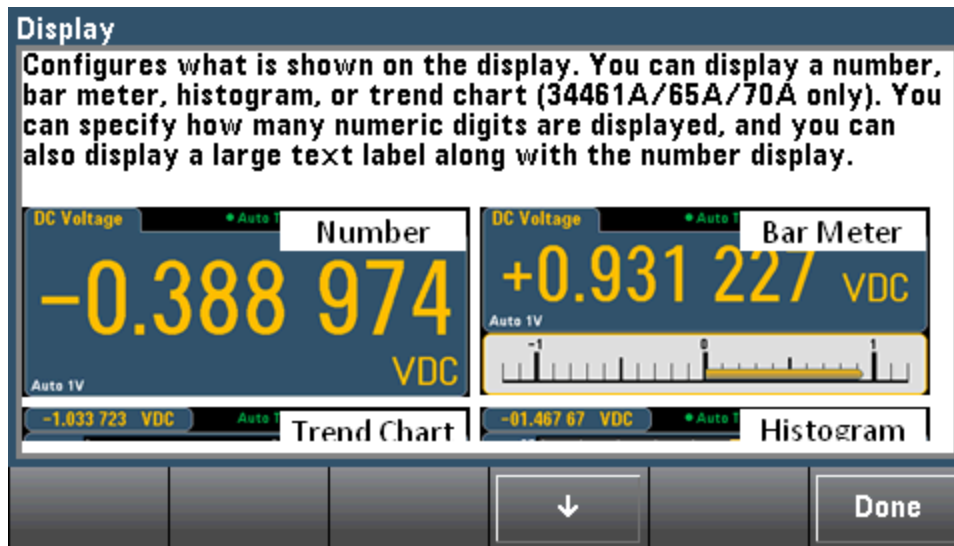 Display
Configures what is shown on the display. You can display a number,
bar meter, histogram, or trend chart (34461A/65A/70A only). You
can specify how many numeric digits are displayed, and you can
also display a large text label along with the number display.
DC Voltage
Auto
Number
-0.388 974
VDC
Auto 1V
DC Voltage
Auto
Bar Meter
+0.931 227 VDC
Auto 1V
-1 0 1
-1.033 723 VDC
Auto
Trend Chart
-01.467 67 VDC
Auto
Histogram
↓
Done